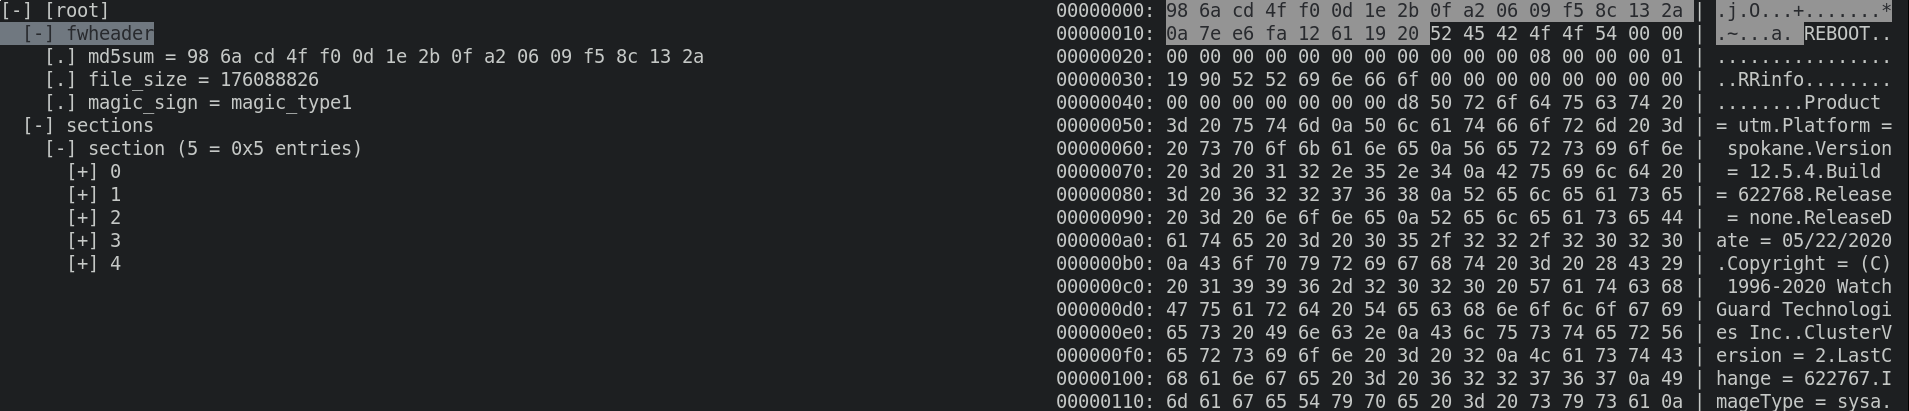 [-] [root] 00000000: 98 6a cd 4f f0 0d 1e 2b 0f a2 06 09 f5 8c 13 2a | .j.O...+.......*
[-] fwheader 00000010: 0a 7e e6 fa 12 61 19 20 52 45 42 4f 4f 54 00 00 | .~...a. REBOOT..
[.] md5sum = 98 6a cd 4f f0 0d 1e 2b 0f a2 06 09 f5 8c 13 2a 00000020: 00 00 00 00 00 00 00 00 00 00 00 08 00 00 00 01 | ................
[.] file_size = 176088826 00000030: 19 90 52 52 69 6e 66 6f 00 00 00 00 00 00 00 00 | ..RRinfo........
[.] magic_sign = magic_type1 00000040: 00 00 00 00 00 00 00 d8 50 72 6f 64 75 63 74 20 | ........Product
[-] sections 00000050: 3d 20 75 74 6d 0a 50 6c 61 74 66 6f 72 6d 20 3d | = utm.Platform =
[-] section (5 = 0x5 entries) 00000060: 20 73 70 6f 6b 61 6e 65 0a 56 65 72 73 69 6f 6e | spokane.Version
[+] 0 00000070: 20 3d 20 31 32 2e 35 2e 34 0a 42 75 69 6c 64 20 | = 12.5.4.Build
[+] 1 00000080: 3d 20 36 32 32 37 36 38 0a 52 65 6c 65 61 73 65 | = 622768.Release
[+] 2 00000090: 20 3d 20 6e 6f 6e 65 0a 52 65 6c 65 61 73 65 44 | = none.ReleaseD
[+] 3 000000a0: 61 74 65 20 3d 20 30 35 2f 32 32 2f 32 30 32 30 | ate = 05/22/2020
[+] 4 000000b0: 0a 43 6f 70 79 72 69 67 68 74 20 3d 20 28 43 29 | .Copyright = (C)
000000c0: 20 31 39 39 36 2d 32 30 32 30 20 57 61 74 63 68 | 1996-2020 Watch
000000d0: 47 75 61 72 64 20 54 65 63 68 6e 6f 6c 6f 67 69 | Guard Technologi
000000e0: 65 73 20 49 6e 63 2e 0a 43 6c 75 73 74 65 72 56 | es Inc..ClusterV
000000f0: 65 72 73 69 6f 6e 20 3d 20 32 0a 4c 61 73 74 43 | ersion = 2.LastC
00000100: 68 61 6e 67 65 20 3d 20 36 32 32 37 36 37 0a 49 | hange = 622767.I
00000110: 6d 61 67 65 54 79 70 65 20 3d 20 73 79 73 61 0a | mageType = sysa.